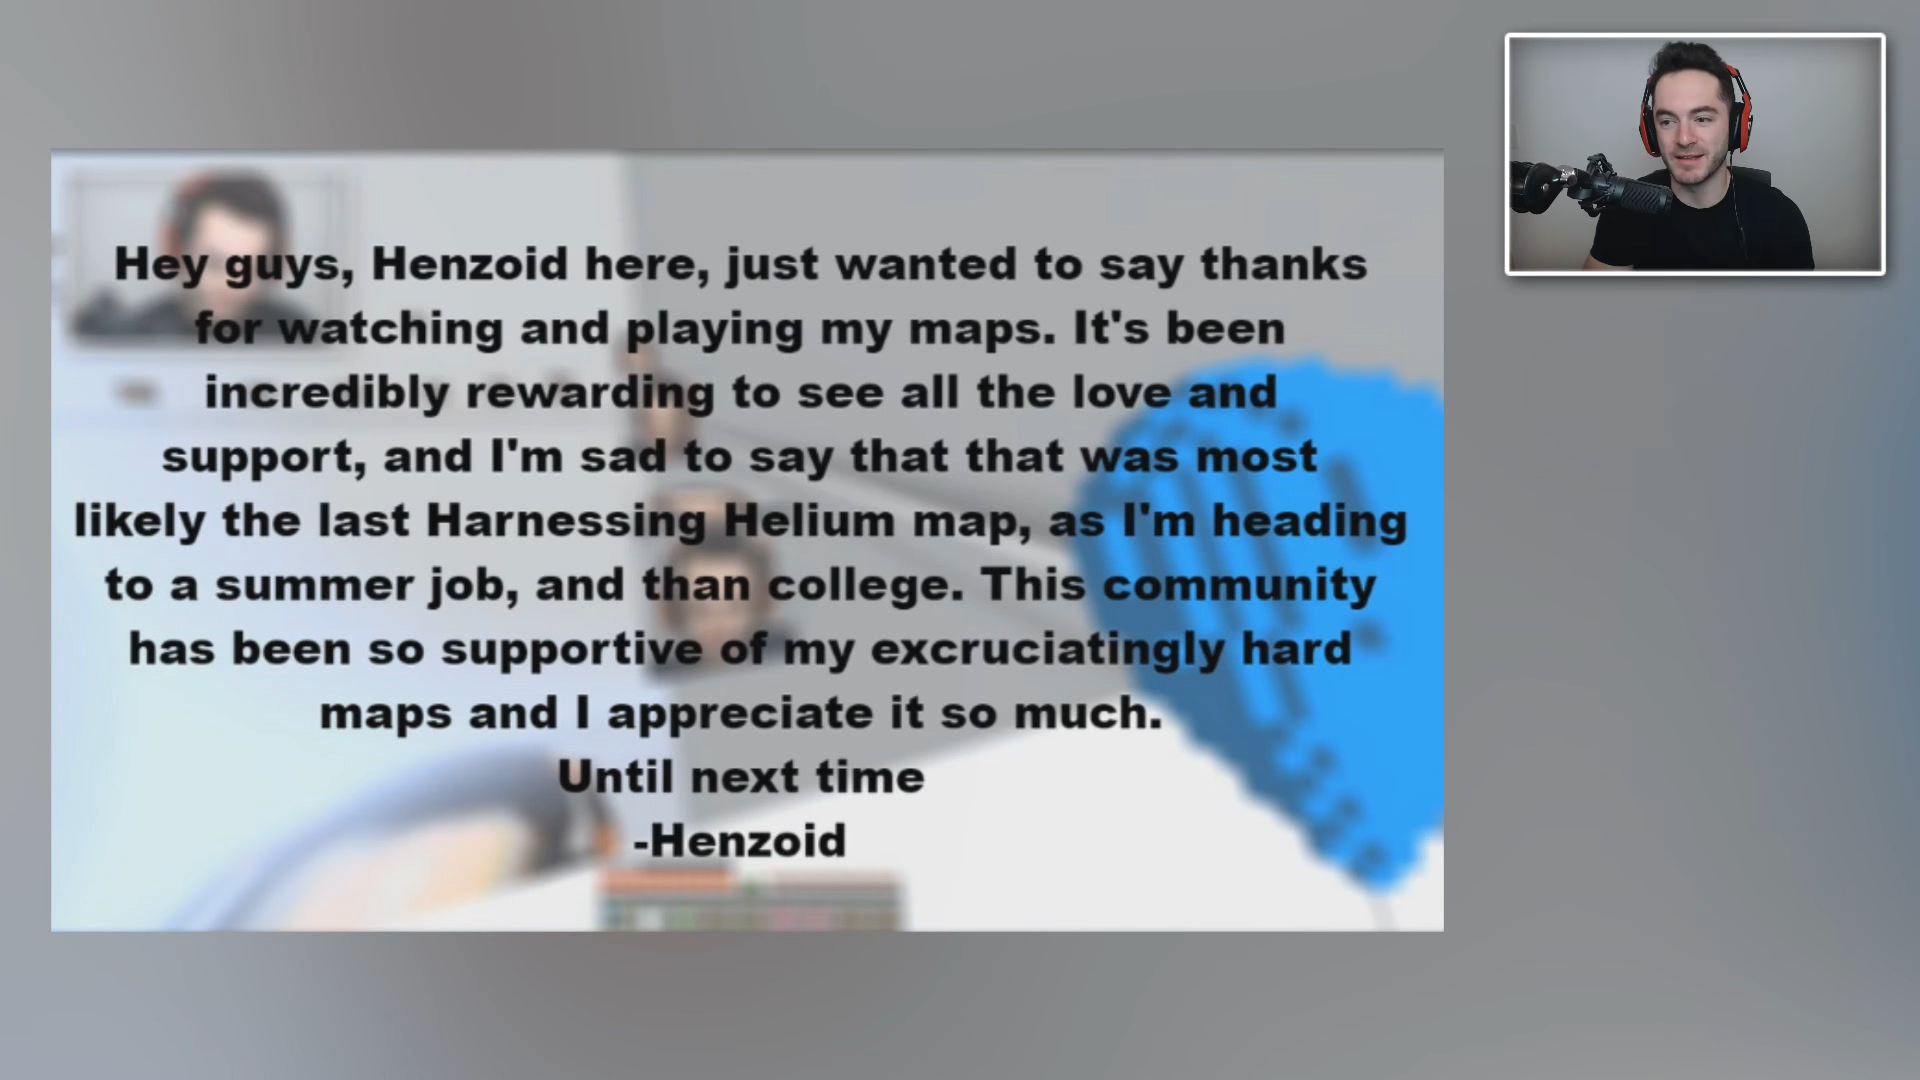 Hey guys, Henzoid here, just wanted to say thanks
for watching and playing my maps. It's been
incredibly rewarding to see all the love and
support, and I'm sad to say that that was most
likely the last Harnessing Helium map, as I'm heading
to a summer job, and than college. This community
has been so supportive of my excruciatingly hard
maps and I appreciate it so much.
Until next time
-Henzoid